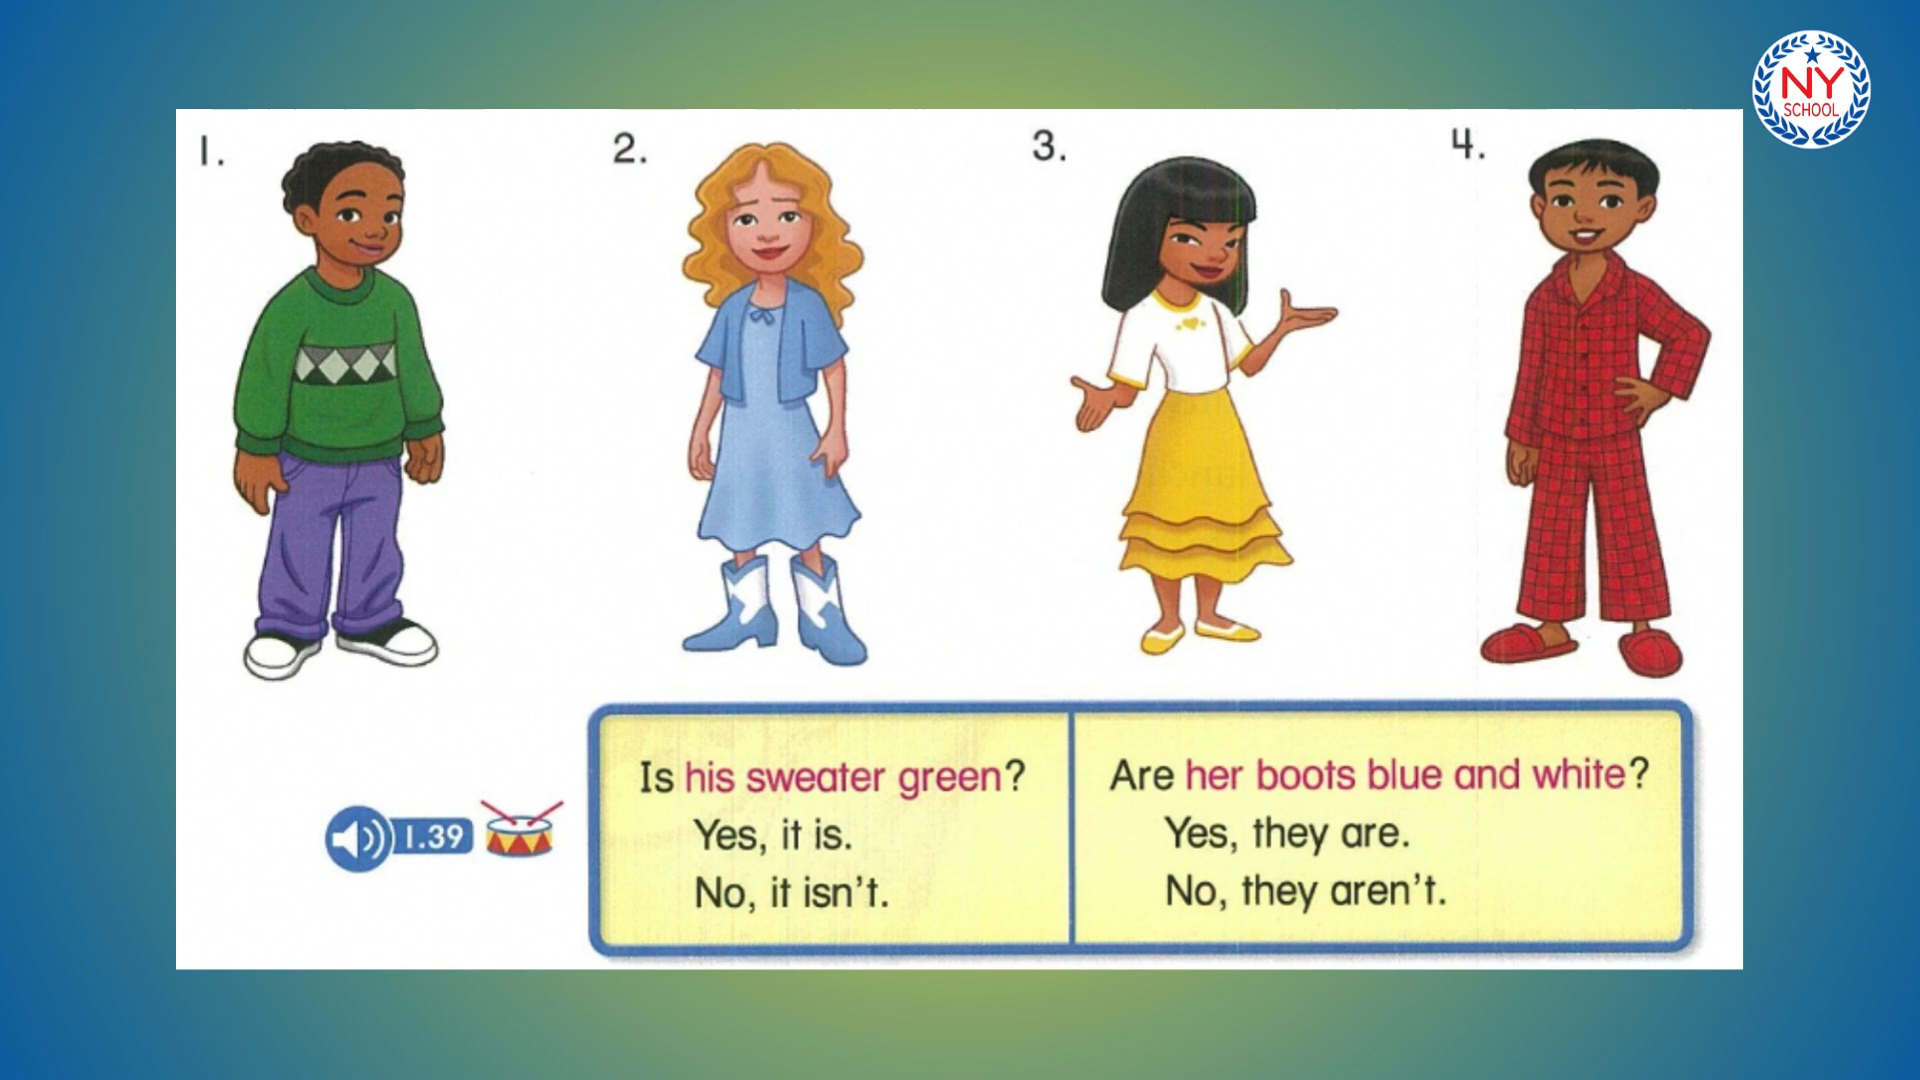 NY
SCHOOL
1.
2.
3.
4.
Is his sweater green?
Yes, it is.
No, it isn't.
Are her boots blue and white?
Yes, they are.
No, they aren't.
1.39